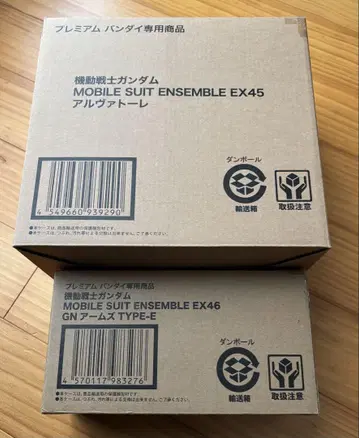 プレミアム バンダイ専用商品
機動戦士ガンダム
MOBILE SUIT ENSEMBLE EX45
アルヴァトーレ
ダンボール
輸送箱
取扱注意
4 549660 939290
プレミアム バンダイ専用商品
機動戦士ガンダム
MOBILE SUIT ENSEMBLE EX46
GNアームズ TYPE-E
ダンボール
輸送箱
取扱注意
4 570117 983276